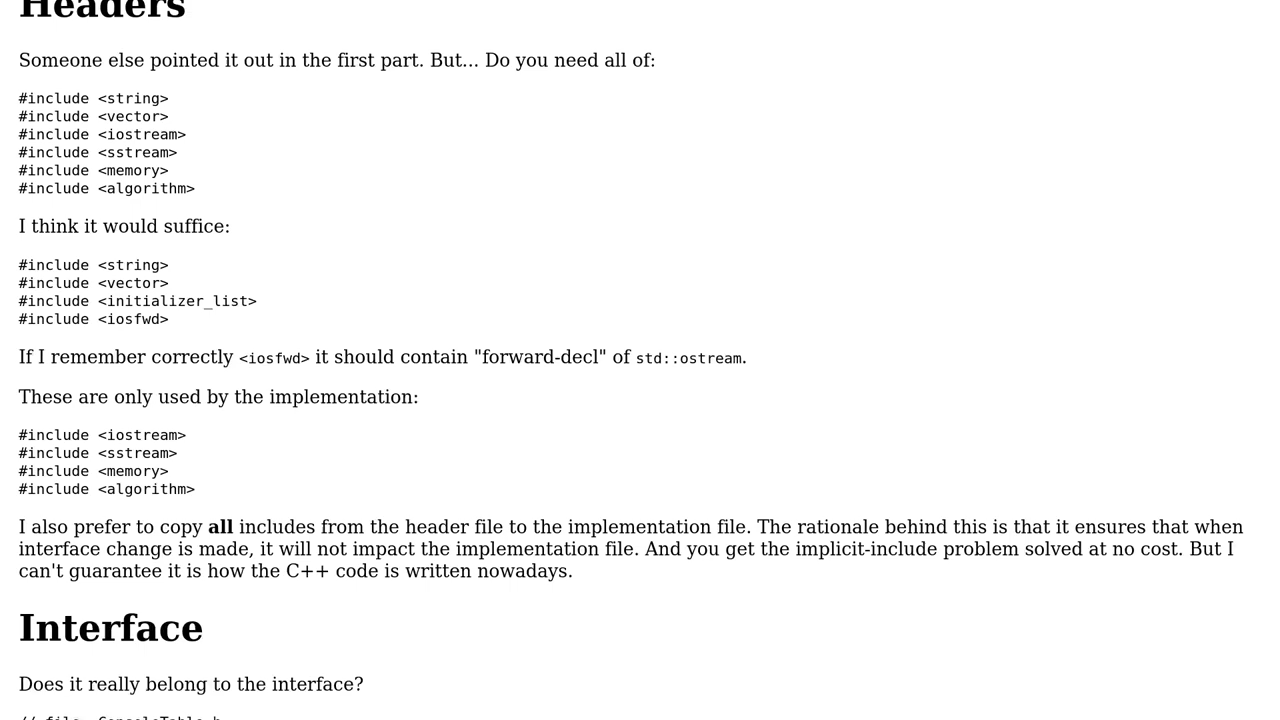 Headers
Someone else pointed it out in the first part. But... Do you need all of:
#include <string>
#include <vector>
#include <iostream>
#include <sstream>
#include <memory>
#include <algorithm>
I think it would suffice:
#include <string>
#include <vector>
#include <initializer_list>
#include <iosfwd>
If I remember correctly <iosfwd> it should contain "forward-decl" of std::ostream.
These are only used by the implementation:
#include <iostream>
#include <sstream>
#include <memory>
#include <algorithm>
I also prefer to copy all includes from the header file to the implementation file. The rationale behind this is that it ensures that when
interface change is made, it will not impact the implementation file. And you get the implicit-include problem solved at no cost. But I
can't guarantee it is how the C++ code is written nowadays.
Interface
Does it really belong to the interface?
// file: ConsoleTable.h